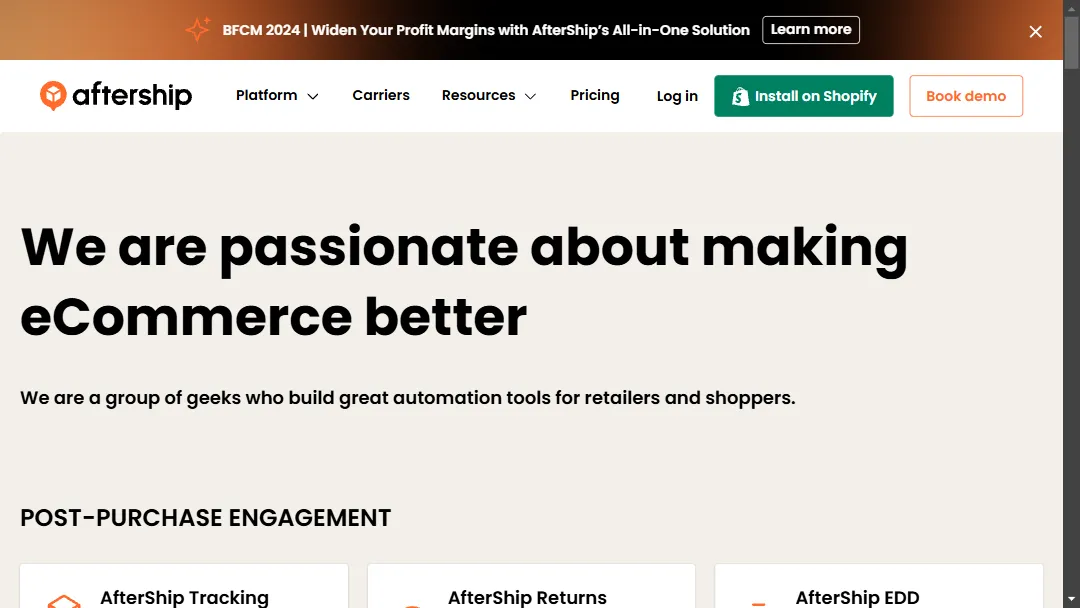 BFCM 2024 | Widen Your Profit Margins with AfterShip's All-in-One Solution
Learn more
aftership
Platform
Carriers
Resources
Pricing
Log in
Install on Shopify
Book demo
We are passionate about making
eCommerce better
We are a group of geeks who build great automation tools for retailers and shoppers.
POST-PURCHASE ENGAGEMENT
AfterShip Tracking
AfterShip Returns
AfterShip EDD